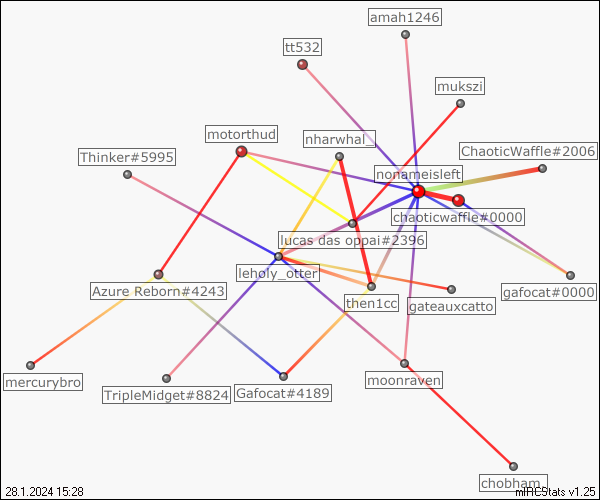 amah1246
tt532
mukszi
motorthud
nharwhal_
Thinker#5995
ChaoticWaffle#2006
nonameisleft
chaoticwaffle#0000
lucas das oppai#2396
leholy_otter
Azure Reborn#4243
then1cc
gateauxcatto
gafocat#0000
mercurybro
TripleMidget#8824
Gafocat#4189
moonraven
chobham_
28.1.2024 15:28
mIRCStats v1.25